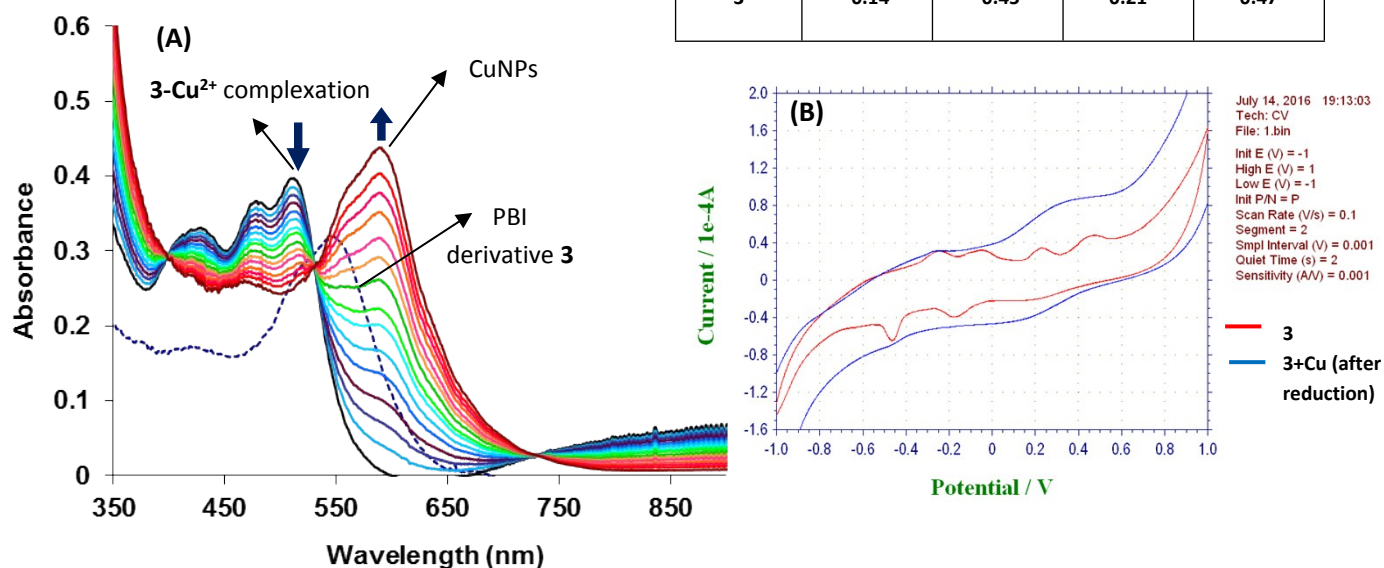 3 0.14 0.43 0.21 0.47
(A)
CuNPs
3-Cu²⁺ complexation
PBI
derivative 3
0.6
0.5
0.4
0.3
0.2
0.1
0
350 450 550 650 750 850
Absorbance
Wavelength (nm)
(B)
2.0
1.6
1.2
0.8
0.4
0
-0.4
-0.8
-1.2
-1.6
-1.0 -0.8 -0.6 -0.4 -0.2 0 0.2 0.4 0.6 0.8 1.0
Current / 1e-4A
Potential / V
July 14, 2016 19:13:03
Tech: CV
File: 1.bin
Init E (V) = -1
High E (V) = 1
Low E (V) = -1
Init P/N = P
Scan Rate (V/s) = 0.1
Segment = 2
Smpl Interval (V) = 0.001
Quiet Time (s) = 2
Sensitivity (A/V) = 0.001
3
3+Cu (after
reduction)